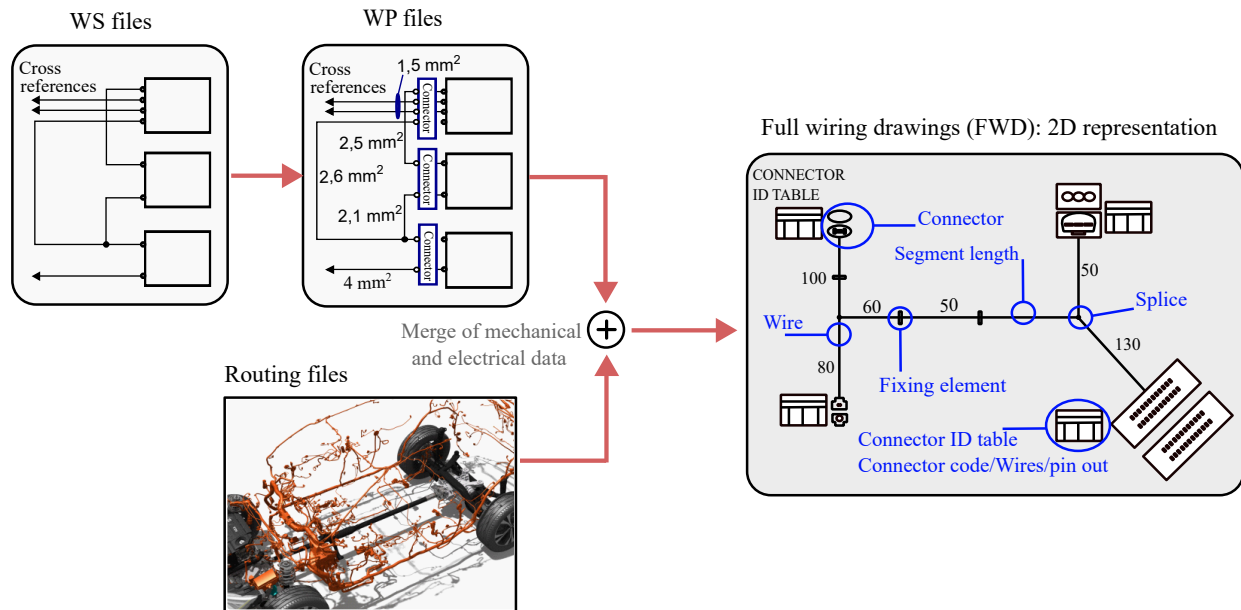 WS files
Cross
references
WP files
Cross
references
1,5 mm²
Connector
2,5 mm²
2,6 mm²
Connector
2,1 mm²
Connector
4 mm²
Merge of mechanical
and electrical data
Routing files
Full wiring drawings (FWD): 2D representation
CONNECTOR
ID TABLE
Connector
Segment length
100
50
60
50
Splice
Wire
130
80
Fixing element
Connector ID table
Connector code/Wires/pin out